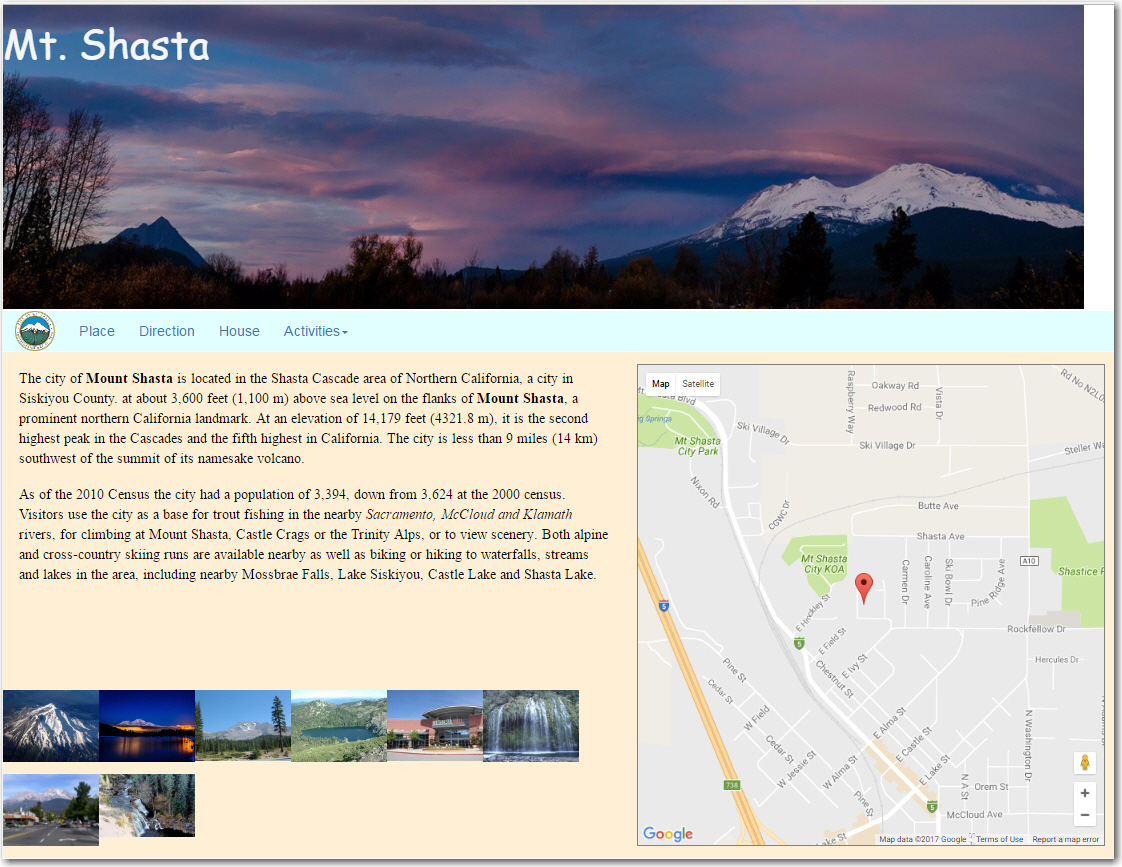 Mt. Shasta
Place
Direction
House
Activities
The city of Mount Shasta is located in the Shasta Cascade area of Northern California, a city in
Siskiyou County. at about 3,600 feet (1,100 m) above sea level on the flanks of Mount Shasta, a
prominent northern California landmark. At an elevation of 14,179 feet (4321.8 m), it is the second
highest peak in the Cascades and the fifth highest in California. The city is less than 9 miles (14 km)
southwest of the summit of its namesake volcano.
As of the 2010 Census the city had a population of 3,394, down from 3,624 at the 2000 census.
Visitors use the city as a base for trout fishing in the nearby Sacramento, McCloud and Klamath
rivers, for climbing at Mount Shasta, Castle Crags or the Trinity Alps, or to view scenery. Both alpine
and cross-country skiing runs are available nearby as well as biking or hiking to waterfalls, streams
and lakes in the area, including nearby Mossbrae Falls, Lake Siskiyou, Castle Lake and Shasta Lake.
Map
Satellite
Blvd
Springs
Mt Shasta
City Park
Nixon Rd
Ski Village Dr
Raspberry Way
Oakway Rd
Redwood Rd
Vista Dr
Rd No N2L0
Ski Village Dr
Steller
CGWC Dr
Butte Ave
Shasta Ave
Mt Shasta
City KOA
Carmen Dr
Caroline Ave
Ski Bowl Dr
Pine Ridge Ave
A10
Shastice
5
E Hinckley St
5
E Field St
E Ivy St
Chestnut St
Rockfellow Dr
Hercules Dr
Pine St
Cedar St
W Field
Cedar St
W Jessie St
W Alma St
Pine St
E Alma St
E Castle St
E Lake St
N Washington Dr
N A St
Orem St
McCloud Ave
738
5
Lake St
+
−
Google
Map data ©2017 Google
Terms of Use
Report a map error